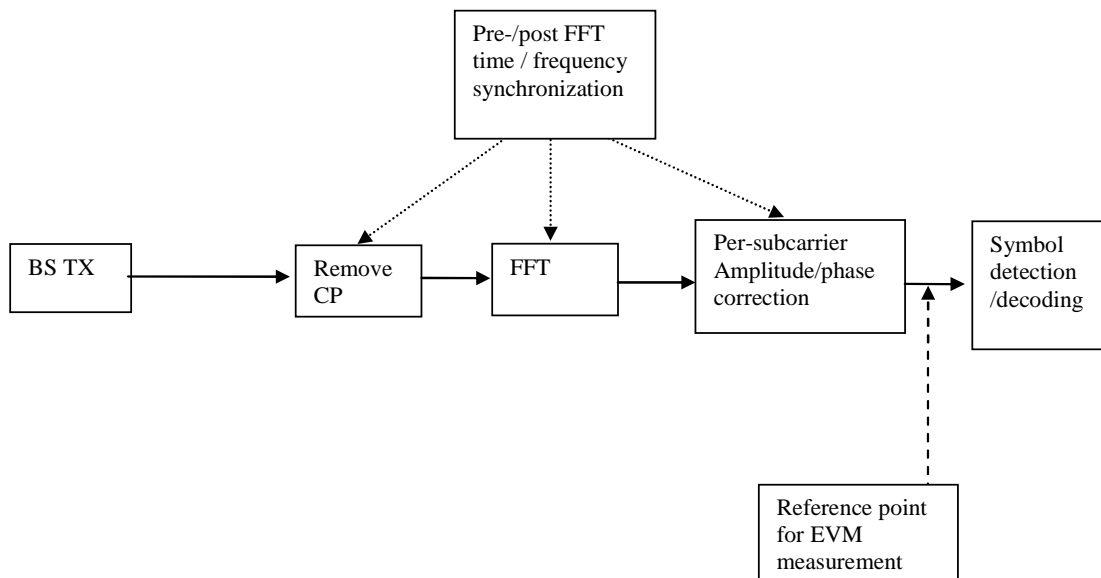 Pre-/post FFT
time / frequency
synchronization
BS TX
Remove
CP
FFT
Per-subcarrier
Amplitude/phase
correction
Symbol
detection
/decoding
Reference point
for EVM
measurement